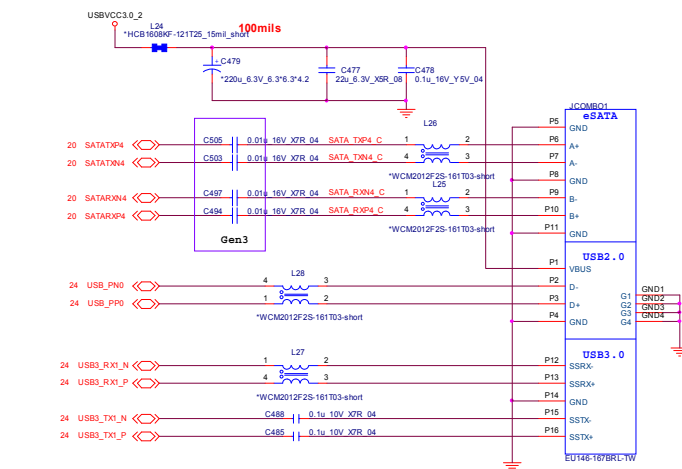 USBVCC3.0_2
L24
100mils
*HCB1608KF-121T25_15mil_short
C479
+
*220u_6.3V_6.3*6.3*4.2
C477
22u_6.3V_X5R_08
C478
0.1u_16V_Y5V_04
JCOMBO1
eSATA
P5 GND
20 SATATXP4 C505 0.01u_16V_X7R_04 SATA_TXP4_C 1 L26 2 P6 A+
20 SATATXN4 C503 0.01u_16V_X7R_04 SATA_TXN4_C 4 3 P7 A-
*WCM2012F2S-161T03-short
P8 GND
20 SATARXN4 C497 0.01u_16V_X7R_04 SATA_RXN4_C 1 L25 2 P9 B-
20 SATARXP4 C494 0.01u_16V_X7R_04 SATA_RXP4_C 4 3 P10 B+
*WCM2012F2S-161T03-short
P11 GND
Gen3
USB2.0
P1 VBUS
24 USB_PN0 4 L28 3 P2 D-
24 USB_PP0 1 2 P3 D+
*WCM2012F2S-161T03-short
P4 GND
G1 GND1
G2 GND2
G3 GND3
G4 GND4
USB3.0
24 USB3_RX1_N 1 L27 2 P12 SSRX-
24 USB3_RX1_P 4 3 P13 SSRX+
*WCM2012F2S-161T03-short
P14 GND
24 USB3_TX1_N C488 0.1u_10V_X7R_04 P15 SSTX-
24 USB3_TX1_P C485 0.1u_10V_X7R_04 P16 SSTX+
EU146-167BRL-TW